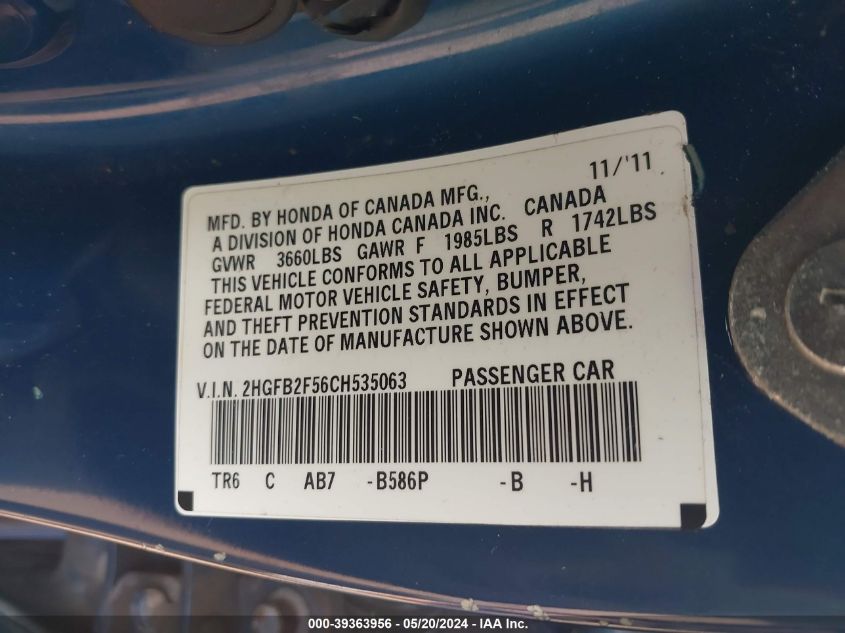 11/'11
MFD. BY HONDA OF CANADA MFG.,
A DIVISION OF HONDA CANADA INC. CANADA
GVWR 3660LBS GAWR F 1985LBS R 1742LBS
THIS VEHICLE CONFORMS TO ALL APPLICABLE
FEDERAL MOTOR VEHICLE SAFETY, BUMPER,
AND THEFT PREVENTION STANDARDS IN EFFECT
ON THE DATE OF MANUFACTURE SHOWN ABOVE.
V.I.N. 2HGFB2F56CH535063 PASSENGER CAR
TR6 C AB7 -B586P -B -H
000-39363956 - 05/20/2024 - IAA Inc.